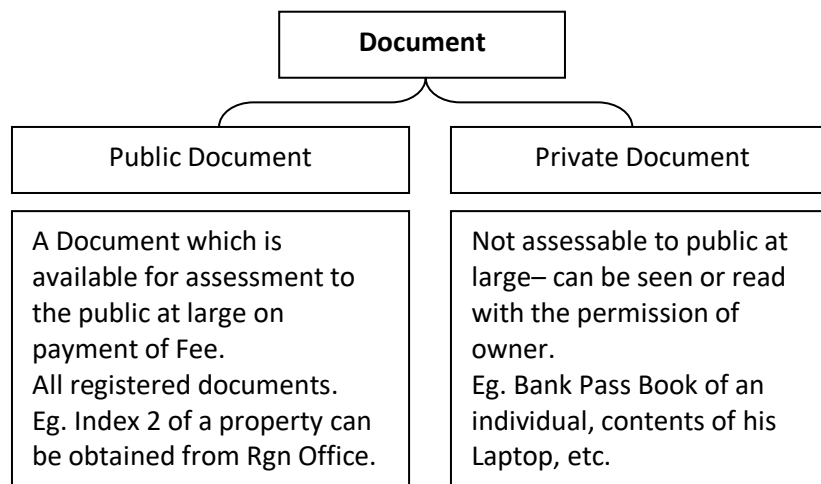 Document
Public Document
Private Document
A Document which is
available for assessment to
the public at large on
payment of Fee.
All registered documents.
Eg. Index 2 of a property can
be obtained from Rgn Office.
Not assessable to public at
large– can be seen or read
with the permission of
owner.
Eg. Bank Pass Book of an
individual, contents of his
Laptop, etc.